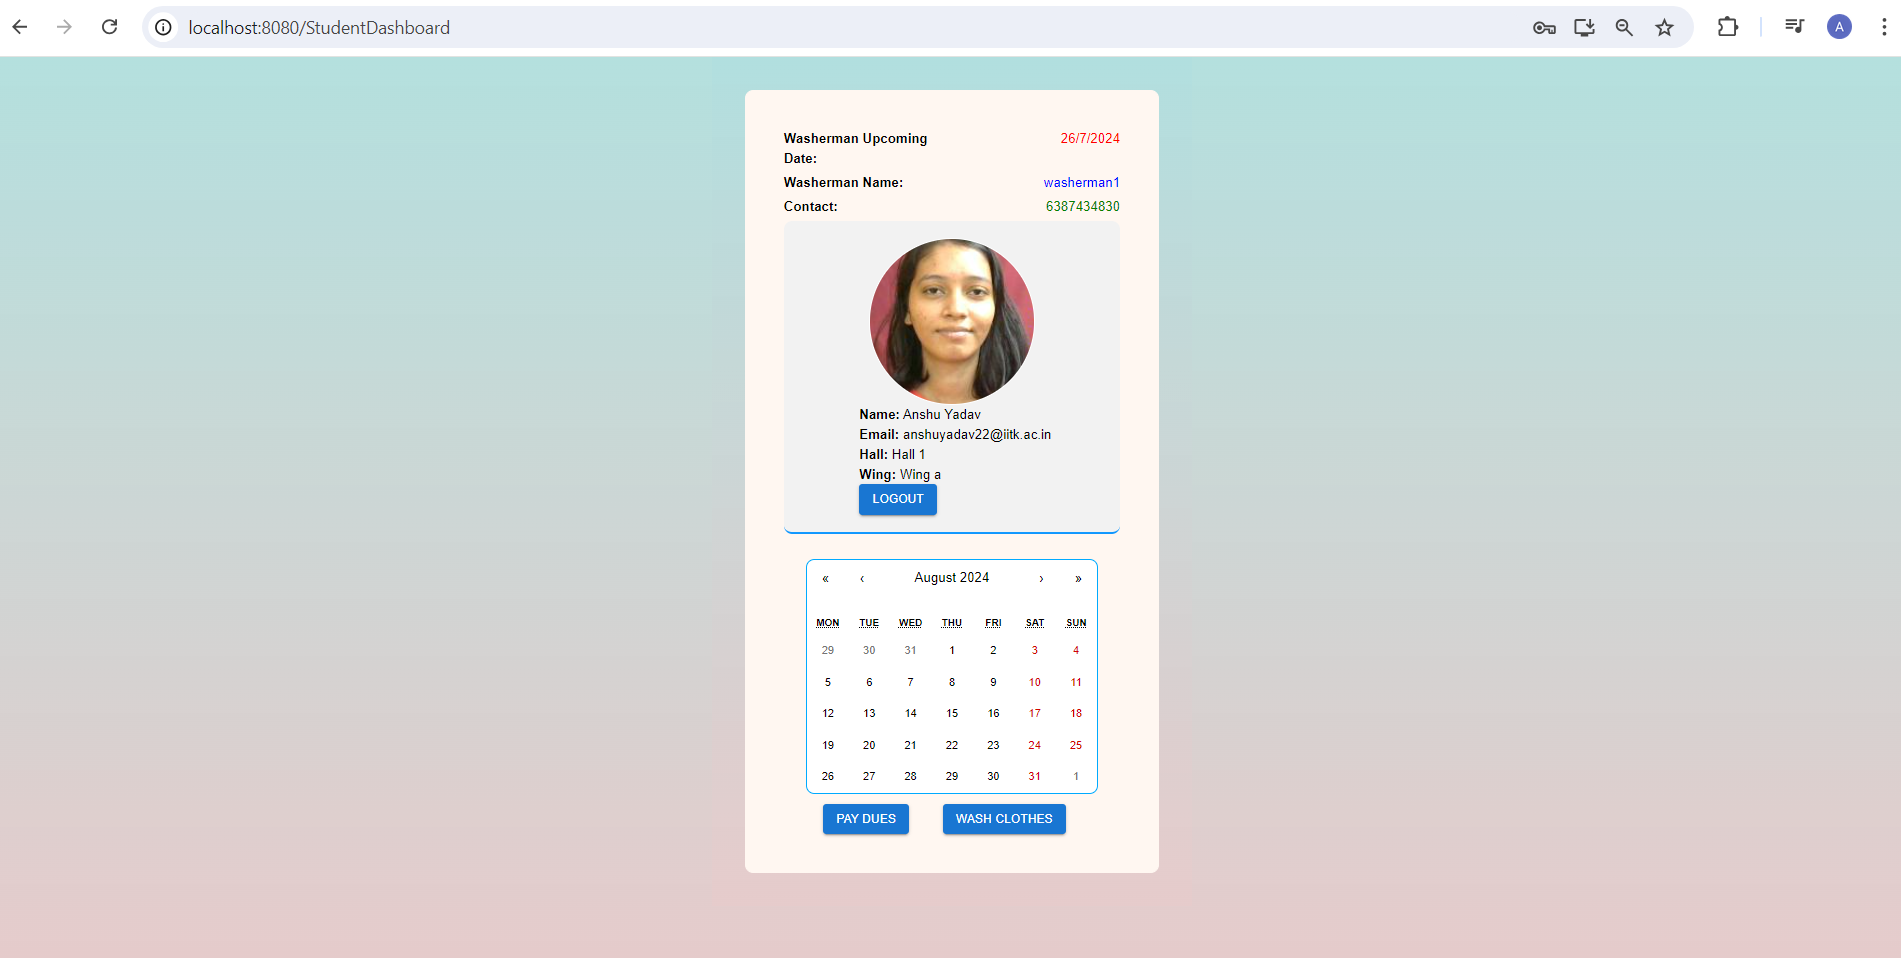 localhost:8080/StudentDashboard
A
Washerman Upcoming 26/7/2024
Date:
Washerman Name: washerman1
Contact: 6387434830
Name: Anshu Yadav
Email: anshuyadav22@iitk.ac.in
Hall: Hall 1
Wing: Wing a
LOGOUT
« ‹ August 2024 › »
MON TUE WED THU FRI SAT SUN
29 30 31 1 2 3 4
5 6 7 8 9 10 11
12 13 14 15 16 17 18
19 20 21 22 23 24 25
26 27 28 29 30 31 1
PAY DUES WASH CLOTHES